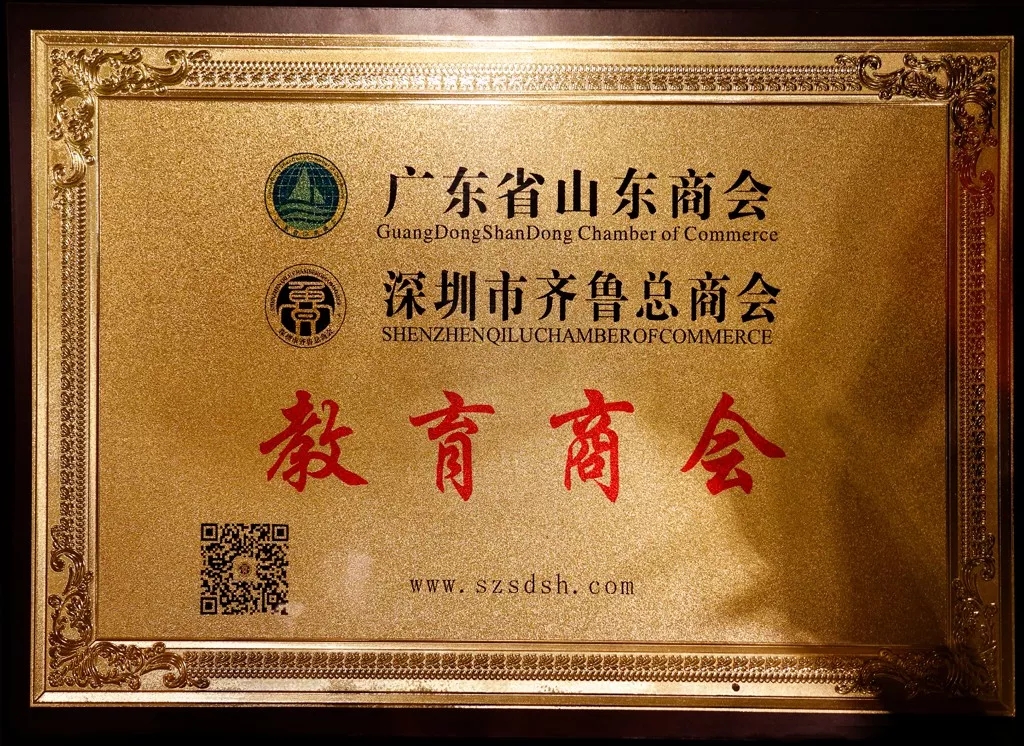 广东省山东商会
GuangDongShanDong Chamber of Commerce
深圳市齐鲁总商会
SHENZHENQILUCHAMBEROFCOMMERCE
教育商会
www.szsdsh.com